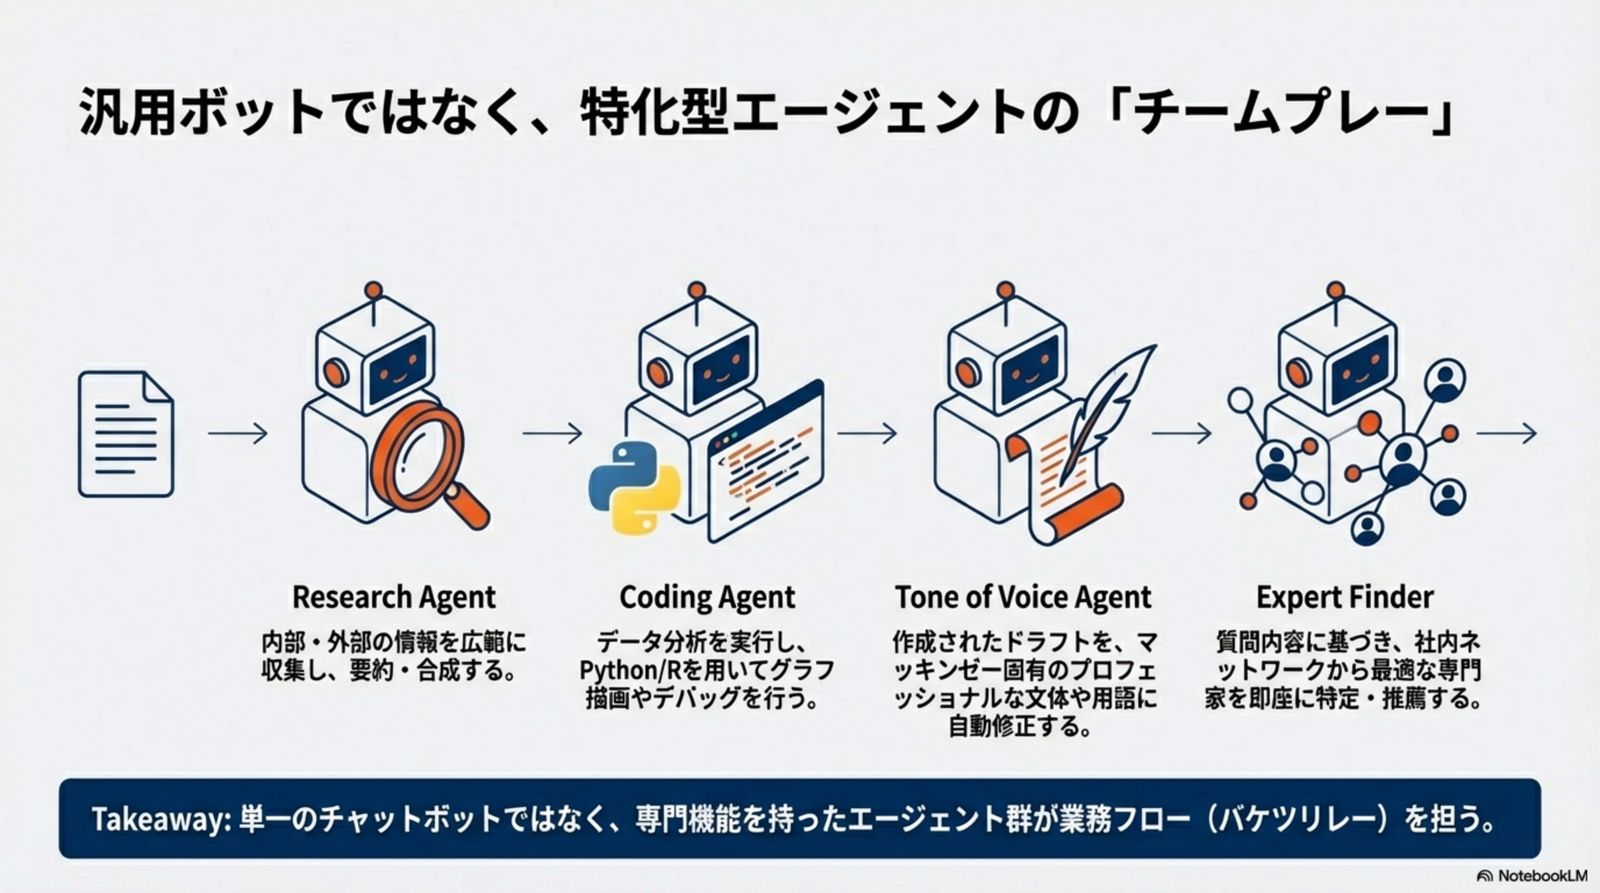 汎用ボットではなく、特化型エージェントの「チームプレー」
Research Agent
内部・外部の情報を広範に
収集し、要約・合成する。
Coding Agent
データ分析を実行し、
Python/Rを用いてグラフ
描画やデバッグを行う。
Tone of Voice Agent
作成されたドラフトを、マ
ッキンゼー固有のプロフェ
ッショナルな文体や用語に
自動修正する。
Expert Finder
質問内容に基づき、社内ネ
ットワークから最適な専門
家を即座に特定・推薦する。
Takeaway: 単一のチャットボットではなく、専門機能を持ったエージェント群が業務フロー（バケツリレー）を担う。
NotebookLM